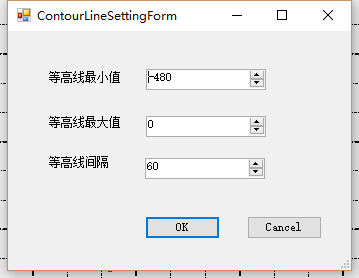 ContourLineSettingForm
等高线最小值 -480
等高线最大值 0
等高线间隔 60
OK Cancel